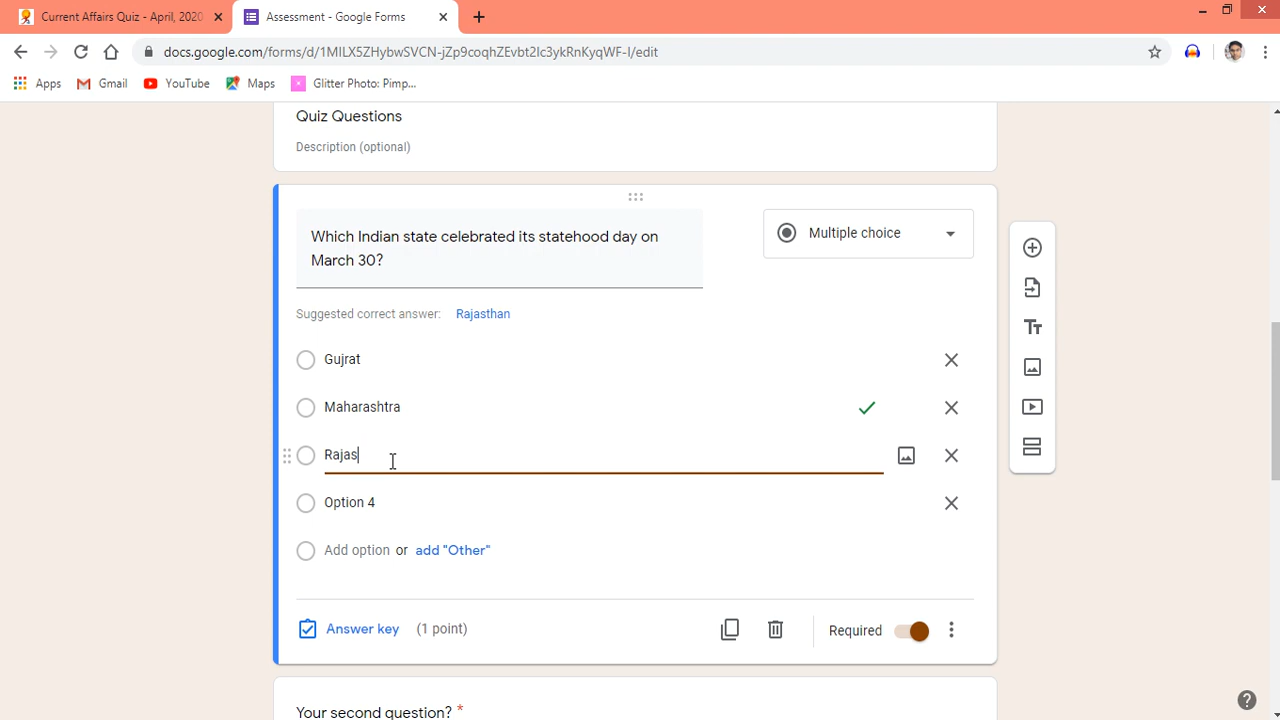 Current Affairs Quiz - April, 2020
Assessment - Google Forms
docs.google.com/forms/d/1MILX5ZHybwSVCN-jZp9coqhZEvbt2Ic3ykRnKyqWF-I/edit
Apps Gmail YouTube Maps Glitter Photo: Pimp...
Quiz Questions
Description (optional)
Which Indian state celebrated its statehood day on
March 30?
Multiple choice
Suggested correct answer: Rajasthan
Gujrat
Maharashtra
Rajas
Option 4
Add option or add "Other"
Answer key (1 point)
Required
Your second question? *